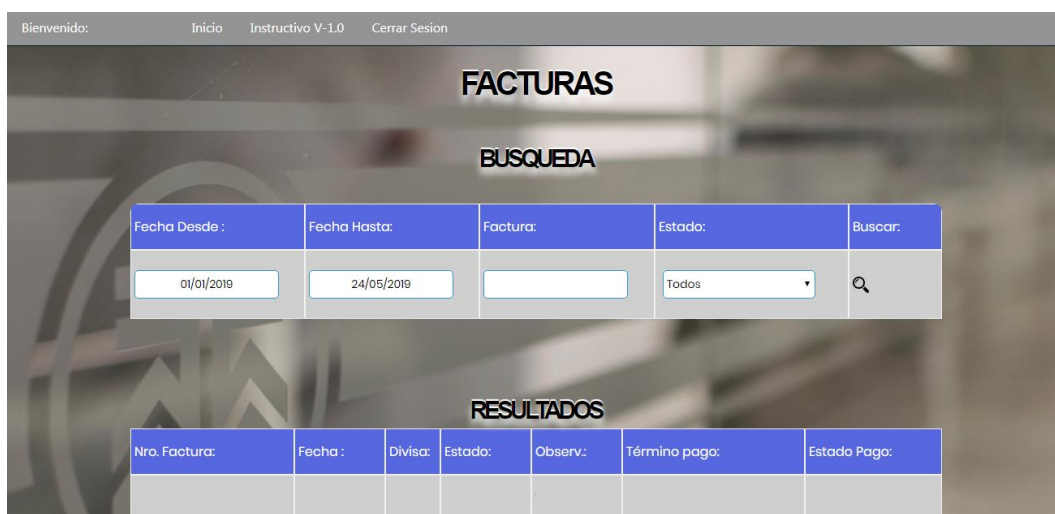 Bienvenido: Inicio Instructivo V-1.0 Cerrar Sesion
FACTURAS
BUSQUEDA
Fecha Desde : Fecha Hasta: Factura: Estado: Buscar:
01/01/2019 24/05/2019 Todos
RESULTADOS
Nro. Factura: Fecha : Divisa: Estado: Observ.: Término pago: Estado Pago: